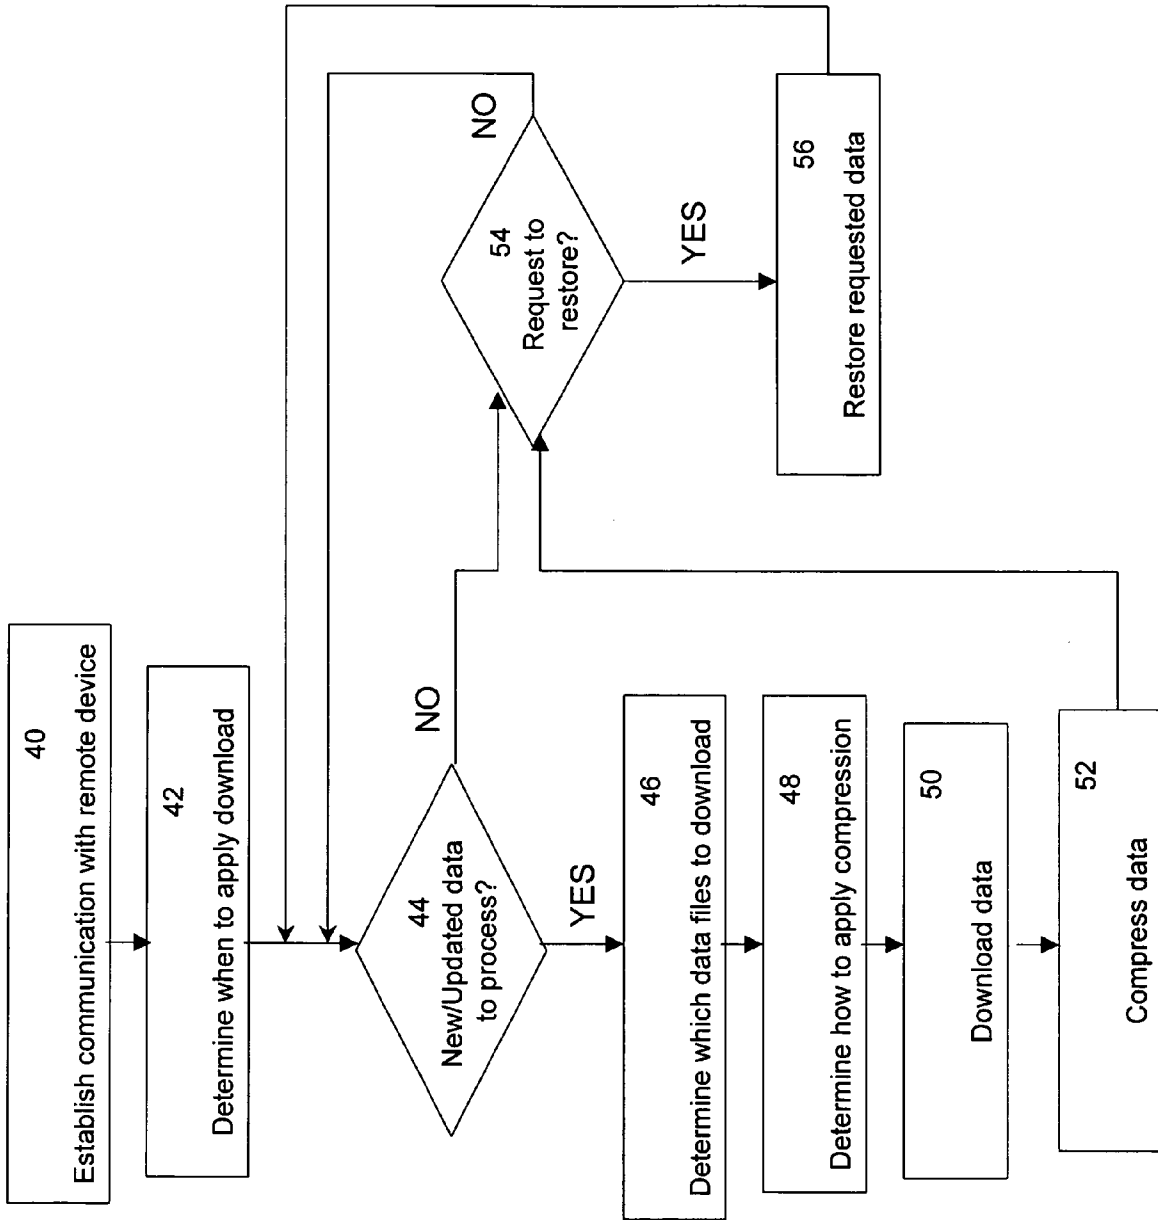 40
Establish communication with remote device
42
Determine when to apply download
44
New/Updated data
to process?
NO
YES
46
Determine which data files to download
48
Determine how to apply compression
50
Download data
52
Compress data
54
Request to
restore?
NO
YES
56
Restore requested data